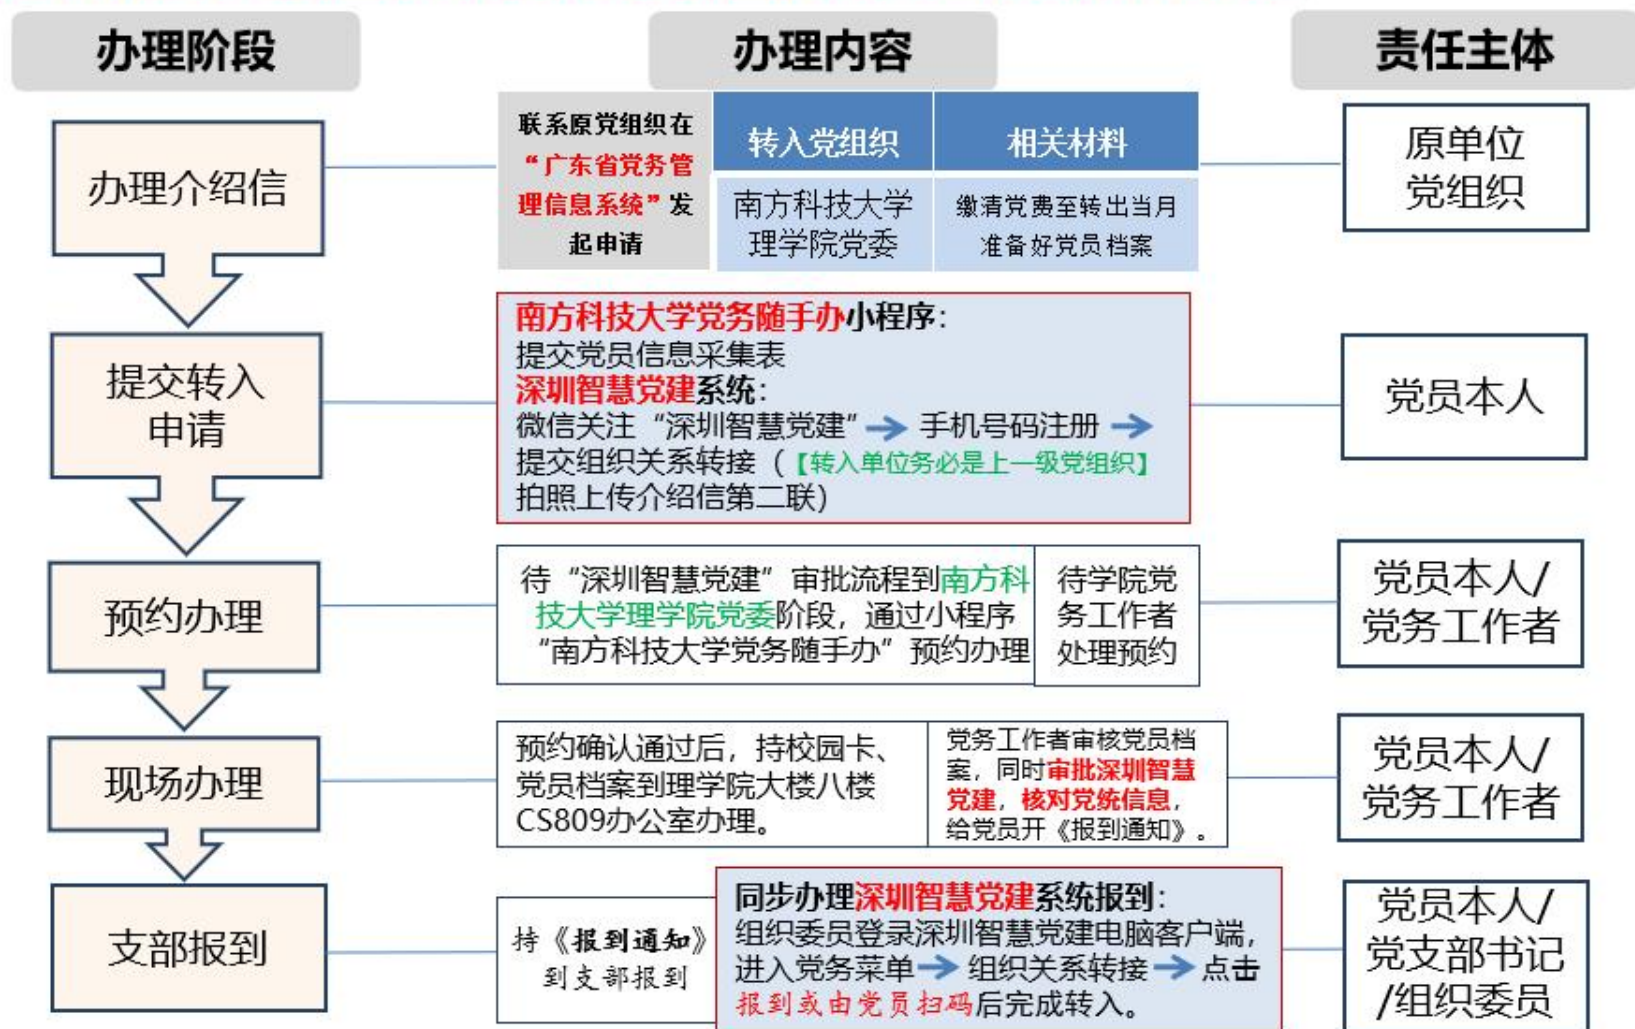 办理阶段
办理内容
责任主体
办理介绍信
联系原党组织在
“广东省党务管
理信息系统”发
起申请
转入党组织
相关材料
南方科技大学
理学院党委
缴清党费至转出当月
准备好党员档案
原单位
党组织
提交转入
申请
南方科技大学党务随手办小程序：
提交党员信息采集表
深圳智慧党建系统：
微信关注“深圳智慧党建”→ 手机号码注册 →
提交组织关系转接（【转入单位务必是上一级党组织】
拍照上传介绍信第二联）
党员本人
预约办理
待“深圳智慧党建”审批流程到南方科
技大学理学院党委阶段，通过小程序
“南方科技大学党务随手办”预约办理
待学院党
务工作者
处理预约
党员本人/
党务工作者
现场办理
预约确认通过后，持校园卡、
党员档案到理学院大楼八楼
CS809办公室办理。
党务工作者审核党员档
案，同时审批深圳智慧
党建，核对党统信息，
给党员开《报到通知》。
党员本人/
党务工作者
支部报到
持《报到通知》
到支部报到
同步办理深圳智慧党建系统报到：
组织委员登录深圳智慧党建电脑客户端，
进入党务菜单→ 组织关系转接→ 点击
报到或由党员扫码后完成转入。
党员本人/
党支部书记
/组织委员